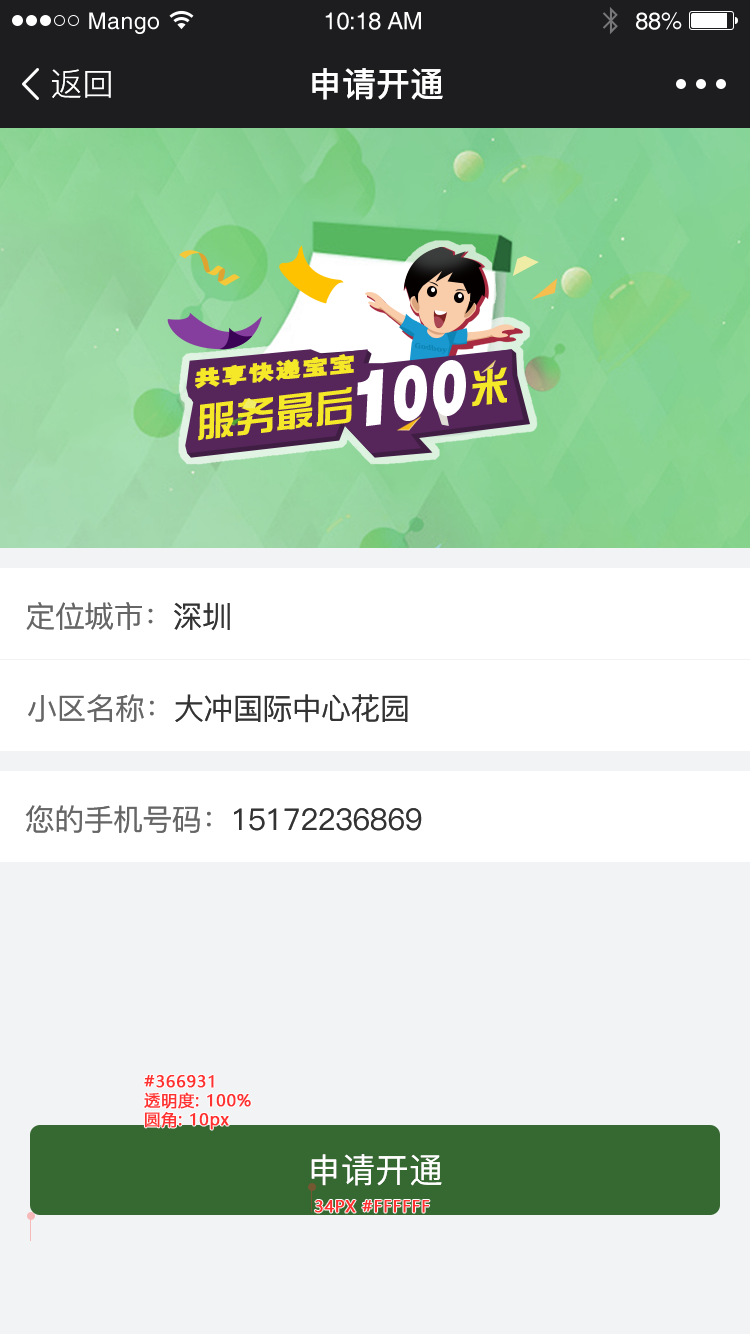 Mango
10:18 AM
88%
返回
申请开通
共享快递宝宝
服务最后100米
定位城市：深圳
小区名称：大冲国际中心花园
您的手机号码：15172236869
#366931
透明度: 100%
圆角: 10px
申请开通
34PX #FFFFFF